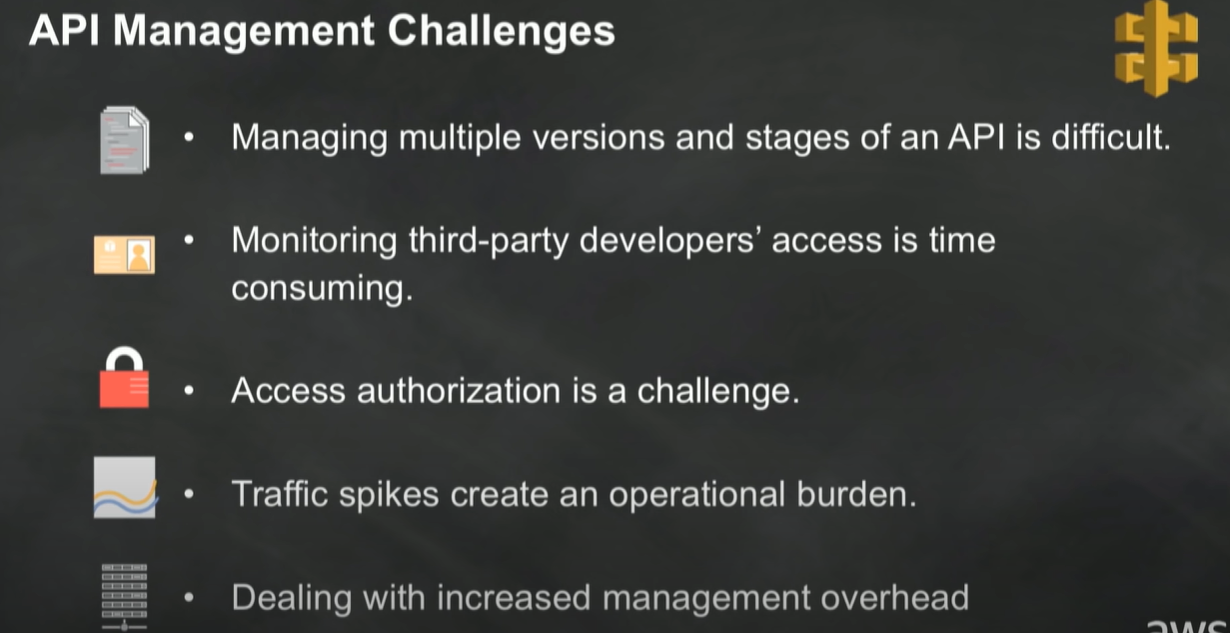 API Management Challenges
• Managing multiple versions and stages of an API is difficult.
• Monitoring third-party developers’ access is time
consuming.
• Access authorization is a challenge.
• Traffic spikes create an operational burden.
• Dealing with increased management overhead
aws